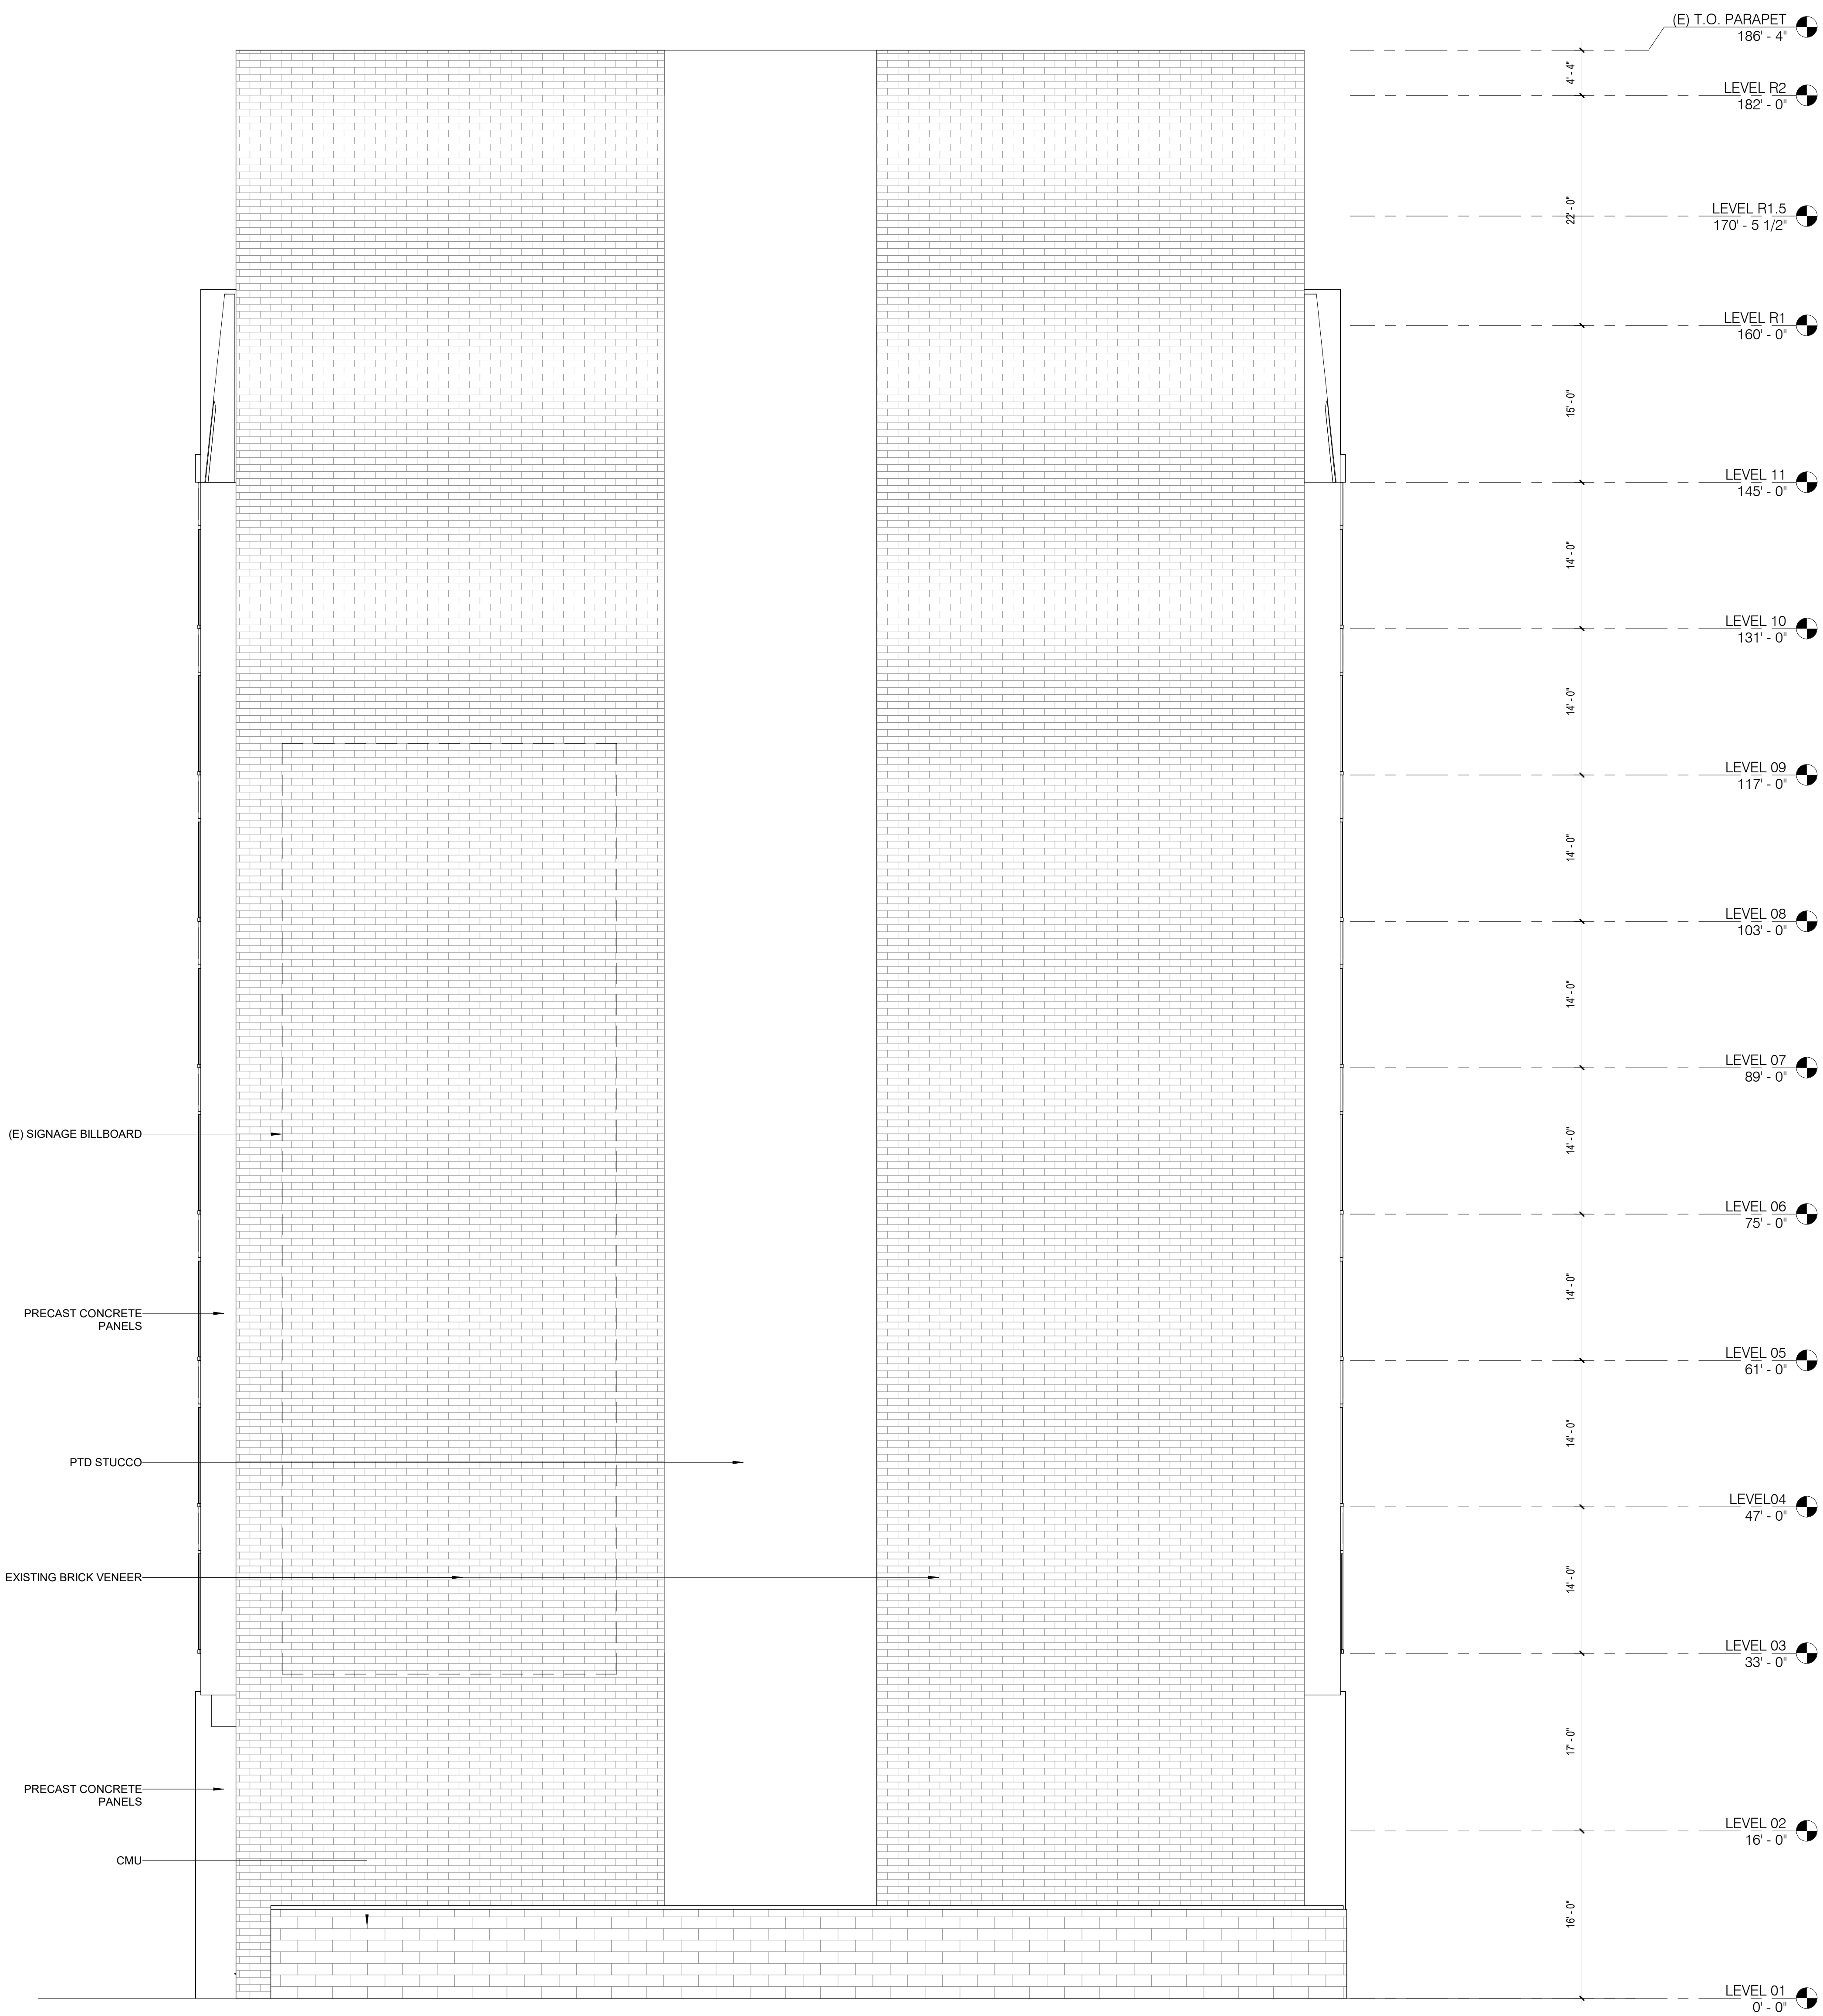 (E) T.O. PARAPET
186' - 4"
4' - 4"
LEVEL R2
182' - 0"
22' - 0"
LEVEL R1.5
170' - 5 1/2"
LEVEL R1
160' - 0"
15' - 0"
LEVEL 11
145' - 0"
14' - 0"
LEVEL 10
131' - 0"
14' - 0"
LEVEL 09
117' - 0"
14' - 0"
LEVEL 08
103' - 0"
14' - 0"
LEVEL 07
89' - 0"
(E) SIGNAGE BILLBOARD
14' - 0"
LEVEL 06
75' - 0"
14' - 0"
PRECAST CONCRETE
PANELS
LEVEL 05
61' - 0"
14' - 0"
PTD STUCCO
LEVEL04
47' - 0"
14' - 0"
EXISTING BRICK VENEER
LEVEL 03
33' - 0"
17' - 0"
PRECAST CONCRETE
PANELS
LEVEL 02
16' - 0"
CMU
16' - 0"
LEVEL 01
0' - 0"